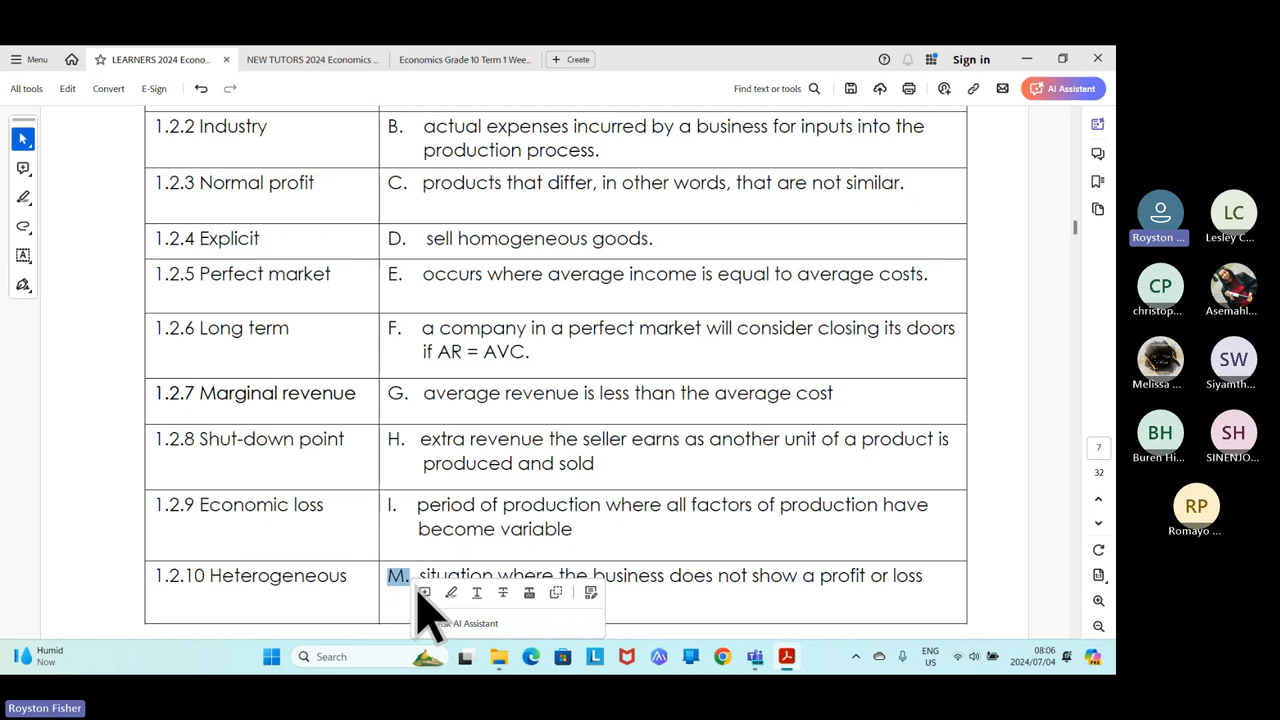 Menu
LEARNERS 2024 Econo...
NEW TUTORS 2024 Economics ...
Economics Grade 10 Term 1 Wee...
+ Create
Sign in
All tools
Edit
Convert
E-Sign
Find text or tools
AI Assistant
1.2.2 Industry
B. actual expenses incurred by a business for inputs into the
production process.
1.2.3 Normal profit
C. products that differ, in other words, that are not similar.
1.2.4 Explicit
D. sell homogeneous goods.
1.2.5 Perfect market
E. occurs where average income is equal to average costs.
1.2.6 Long term
F. a company in a perfect market will consider closing its doors
if AR = AVC.
1.2.7 Marginal revenue
G. average revenue is less than the average cost
1.2.8 Shut-down point
H. extra revenue the seller earns as another unit of a product is
produced and sold
1.2.9 Economic loss
I. period of production where all factors of production have
become variable
1.2.10 Heterogeneous
M. situation where the business does not show a profit or loss
AI Assistant
7
32
Humid
Now
Search
ENG
US
08:06
2024/07/04
Royston ...
LC
Lesley C...
CP
christop...
Asemahl...
Melissa ...
SW
Siyamth...
BH
Buren Hi...
SH
SINENJO...
RP
Romayo ...
Royston Fisher